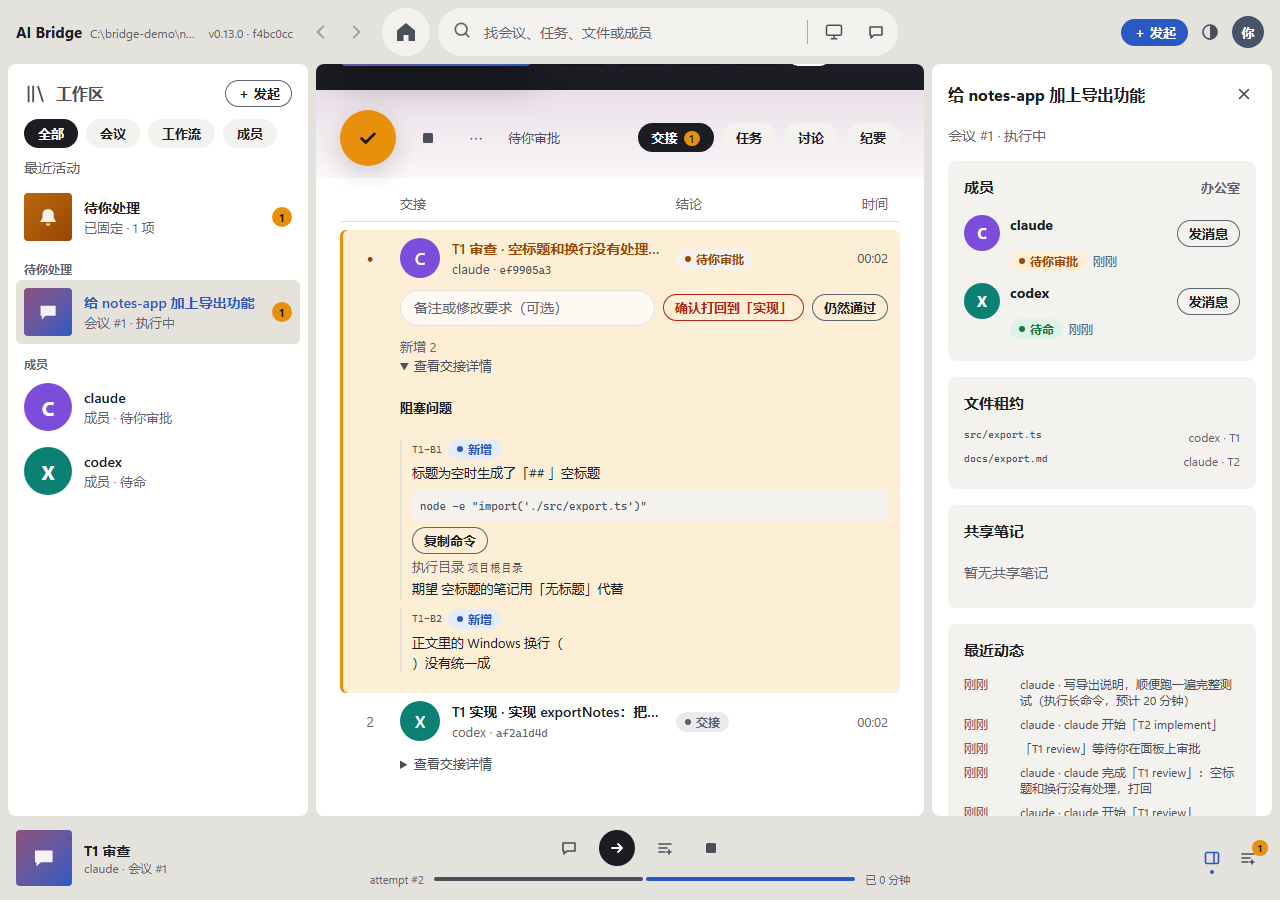 AI Bridge C:\bridge-demo\n... v0.13.0 · f4bc0cc
找会议、任务、文件或成员
+ 发起
你
工作区
+ 发起
全部 会议 工作流 成员
最近活动
待你处理
已固定 · 1 项
1
待你处理
给 notes-app 加上导出功能
会议 #1 · 执行中
1
成员
C
claude
成员 · 待你审批
X
codex
成员 · 待命
··· 待你审批
交接 1 任务 讨论 纪要
交接 结论 时间
C
T1 审查 · 空标题和换行没有处理...
claude · ef9905a3
待你审批
00:02
备注或修改要求（可选）
确认打回到「实现」 仍然通过
新增 2
▼ 查看交接详情
阻塞问题
T1-B1 新增
标题为空时生成了「## 」空标题
node -e "import('./src/export.ts')"
复制命令
执行目录 项目根目录
期望 空标题的笔记用「无标题」代替
T1-B2 新增
正文里的 Windows 换行（
）没有统一成
2
X
T1 实现 · 实现 exportNotes：把...
codex · af2a1d4d
交接
00:02
▶ 查看交接详情
给 notes-app 加上导出功能
会议 #1 · 执行中
成员 办公室
C
claude
发消息
待你审批 刚刚
X
codex
发消息
待命 刚刚
文件租约
src/export.ts codex · T1
docs/export.md claude · T2
共享笔记
暂无共享笔记
最近动态
刚刚 claude · 写导出说明，顺便跑一遍完整测
试（执行长命令，预计 20 分钟）
刚刚 claude · claude 开始「T2 implement」
刚刚 「T1 review」等待你在面板上审批
刚刚 claude · claude 完成「T1 review」：空标
题和换行没有处理，打回
刚刚 claude · claude 开始「T1 review」
T1 审查
claude · 会议 #1
attempt #2 已 0 分钟
1